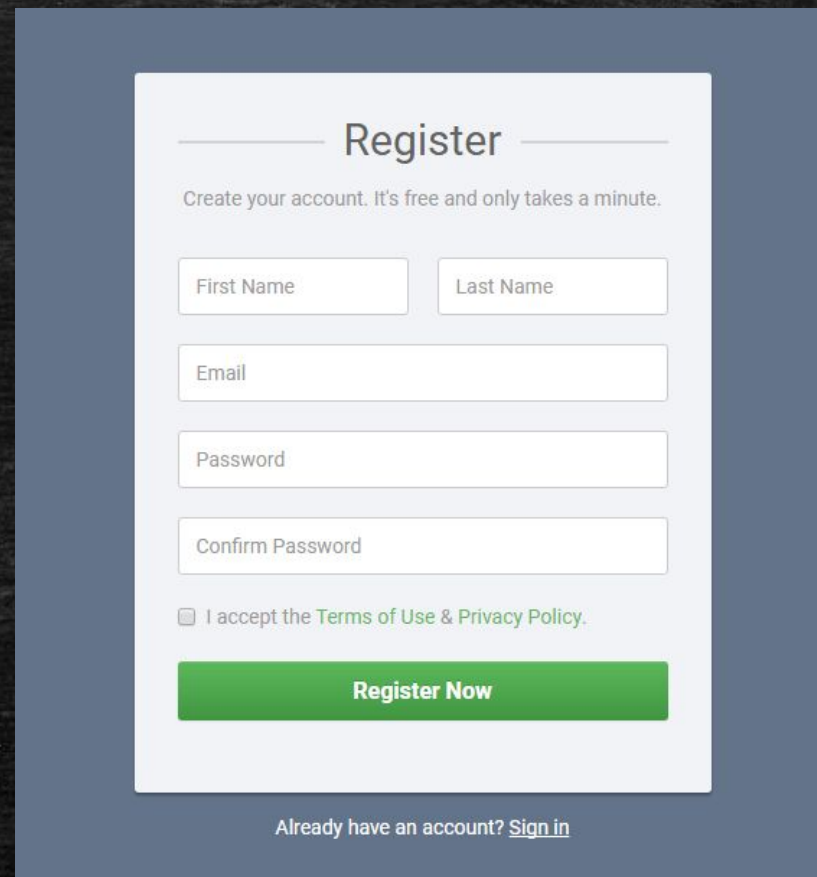 Register
Create your account. It's free and only takes a minute.
First Name Last Name
Email
Password
Confirm Password
I accept the Terms of Use & Privacy Policy.
Register Now
Already have an account? Sign in